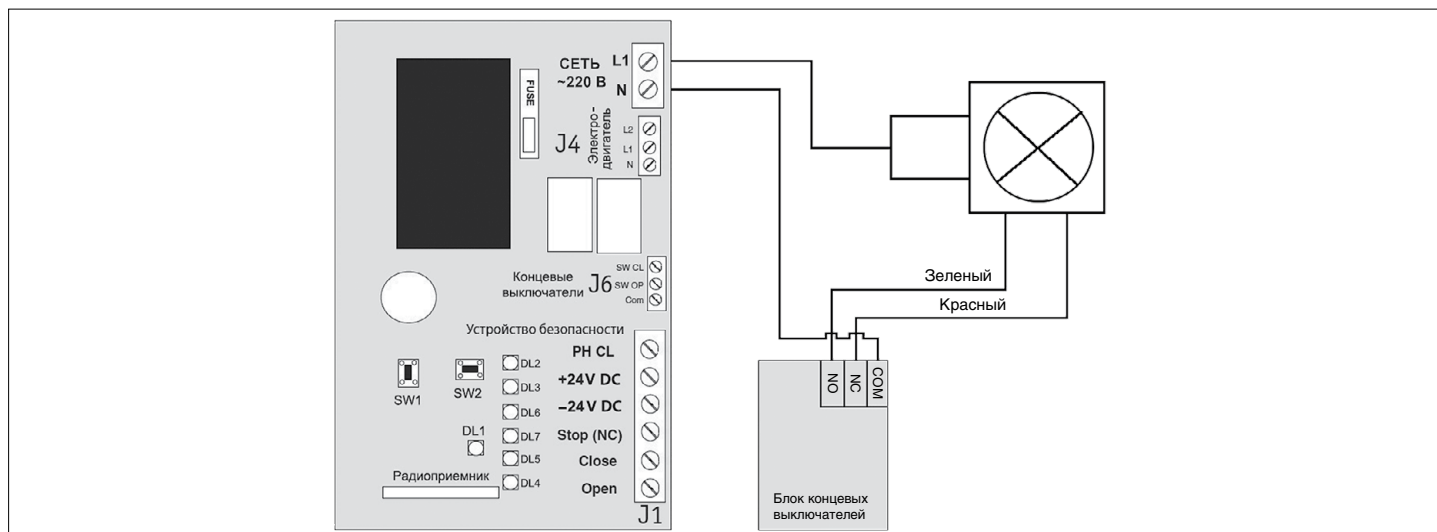 СЕТЬ L1
~220 В
N
FUSE
J4
Электро-
двигатель
L2
L1
N
Концевые
выключатели
J6
SW CL
SW OP
Com
Устройство безопасности
PH CL
+24V DC
–24V DC
Stop (NC)
Close
Open
J1
SW1
SW2
DL2
DL3
DL6
DL7
DL5
DL4
DL1
Радиоприемник
Зеленый
Красный
NO
NC
COM
Блок концевых
выключателей